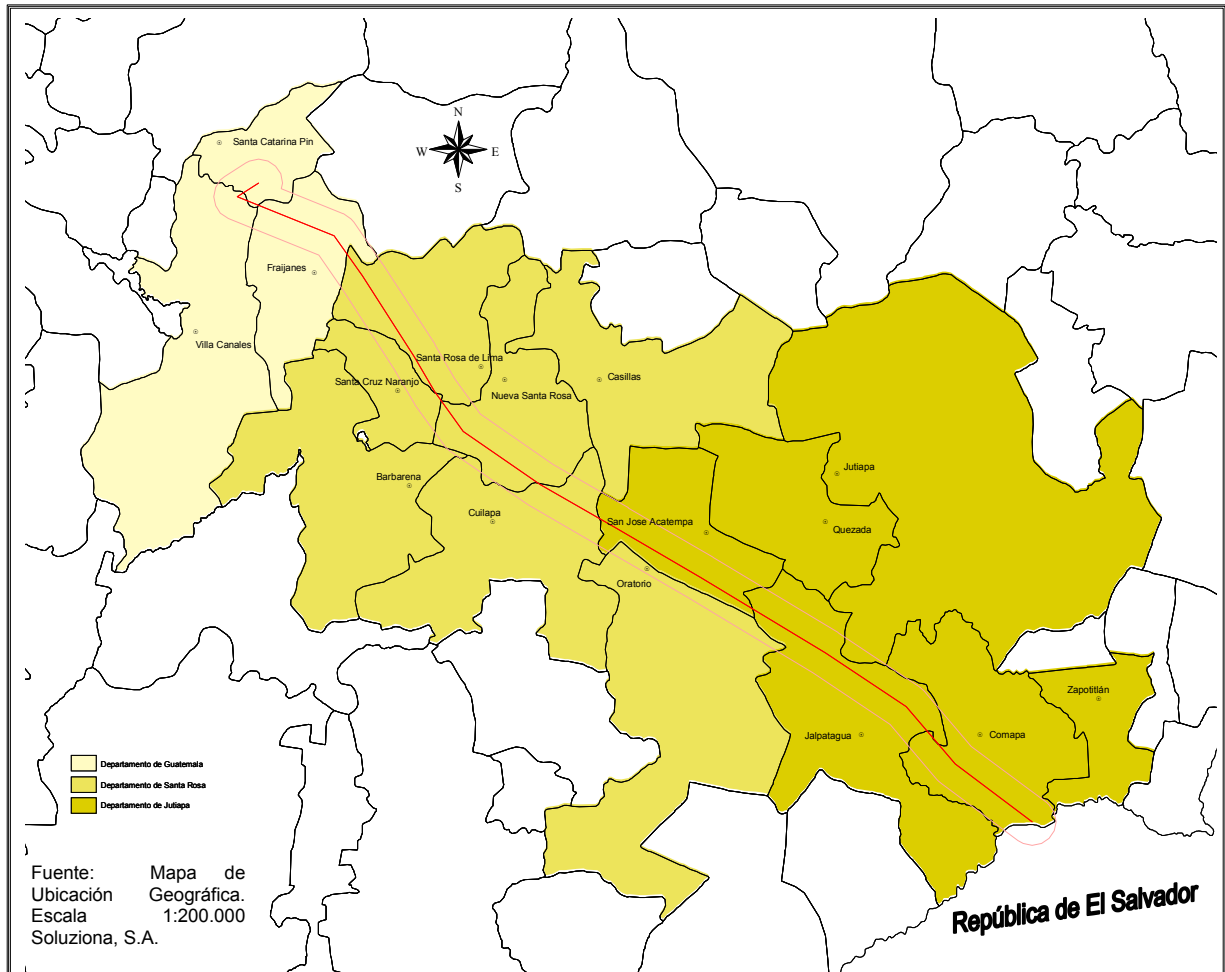 N
W E
S
Santa Catarina Pin
Fraijanes
Villa Canales
Santa Rosa de Lima
Santa Cruz Naranjo
Nueva Santa Rosa
Casillas
Barbarena
Cuilapa
Jutiapa
San Jose Acatempa
Quezada
Oratorio
Zapotitlán
Jalpatagua
Comapa
Departamento de Guatemala
Departamento de Santa Rosa
Departamento de Jutiapa
Fuente: Mapa de
Ubicación Geográfica.
Escala 1:200.000
Soluziona, S.A.
República de El Salvador